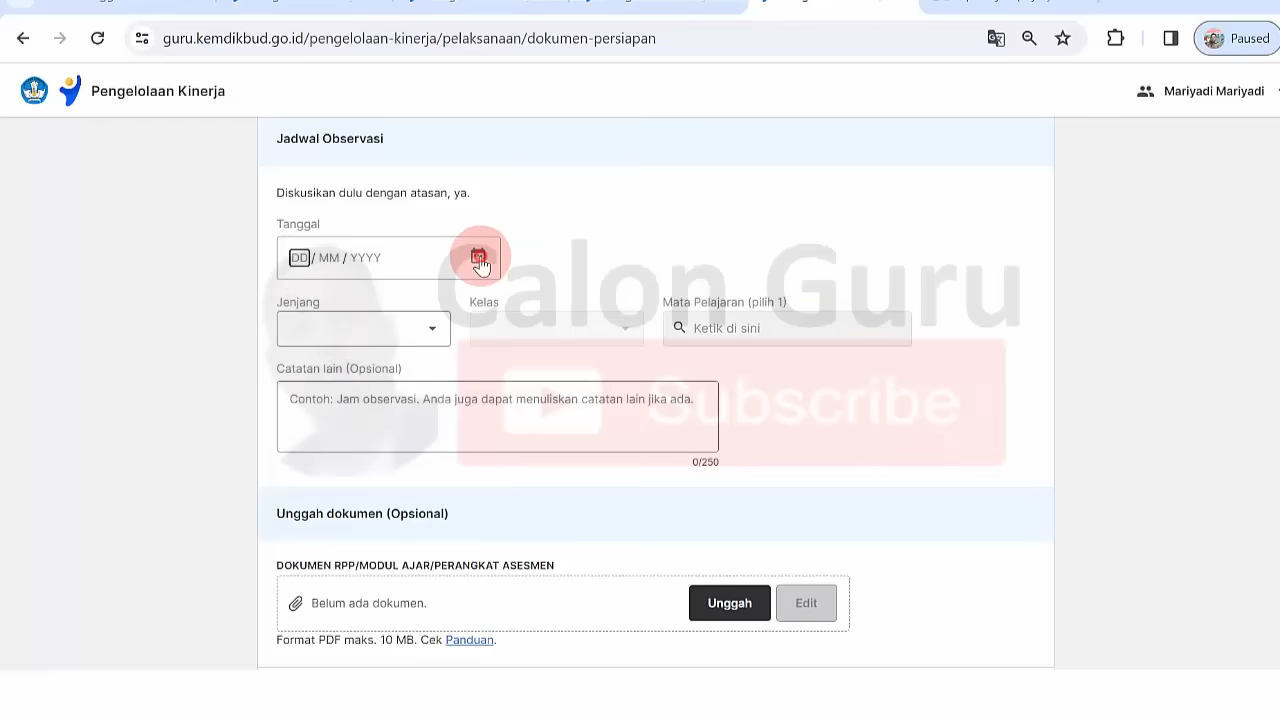 guru.kemdikbud.go.id/pengelolaan-kinerja/pelaksanaan/dokumen-persiapan
Paused
Pengelolaan Kinerja
Mariyadi Mariyadi
Jadwal Observasi
Diskusikan dulu dengan atasan, ya.
Tanggal
DD / MM / YYYY
Calon Guru
Jenjang
Kelas
Mata Pelajaran (pilih 1)
Ketik di sini
Catatan lain (Opsional)
Contoh: Jam observasi. Anda juga dapat menuliskan catatan lain jika ada.
Subscribe
0/250
Unggah dokumen (Opsional)
DOKUMEN RPP/MODUL AJAR/PERANGKAT ASESMEN
Belum ada dokumen.
Unggah
Edit
Format PDF maks. 10 MB. Cek Panduan.